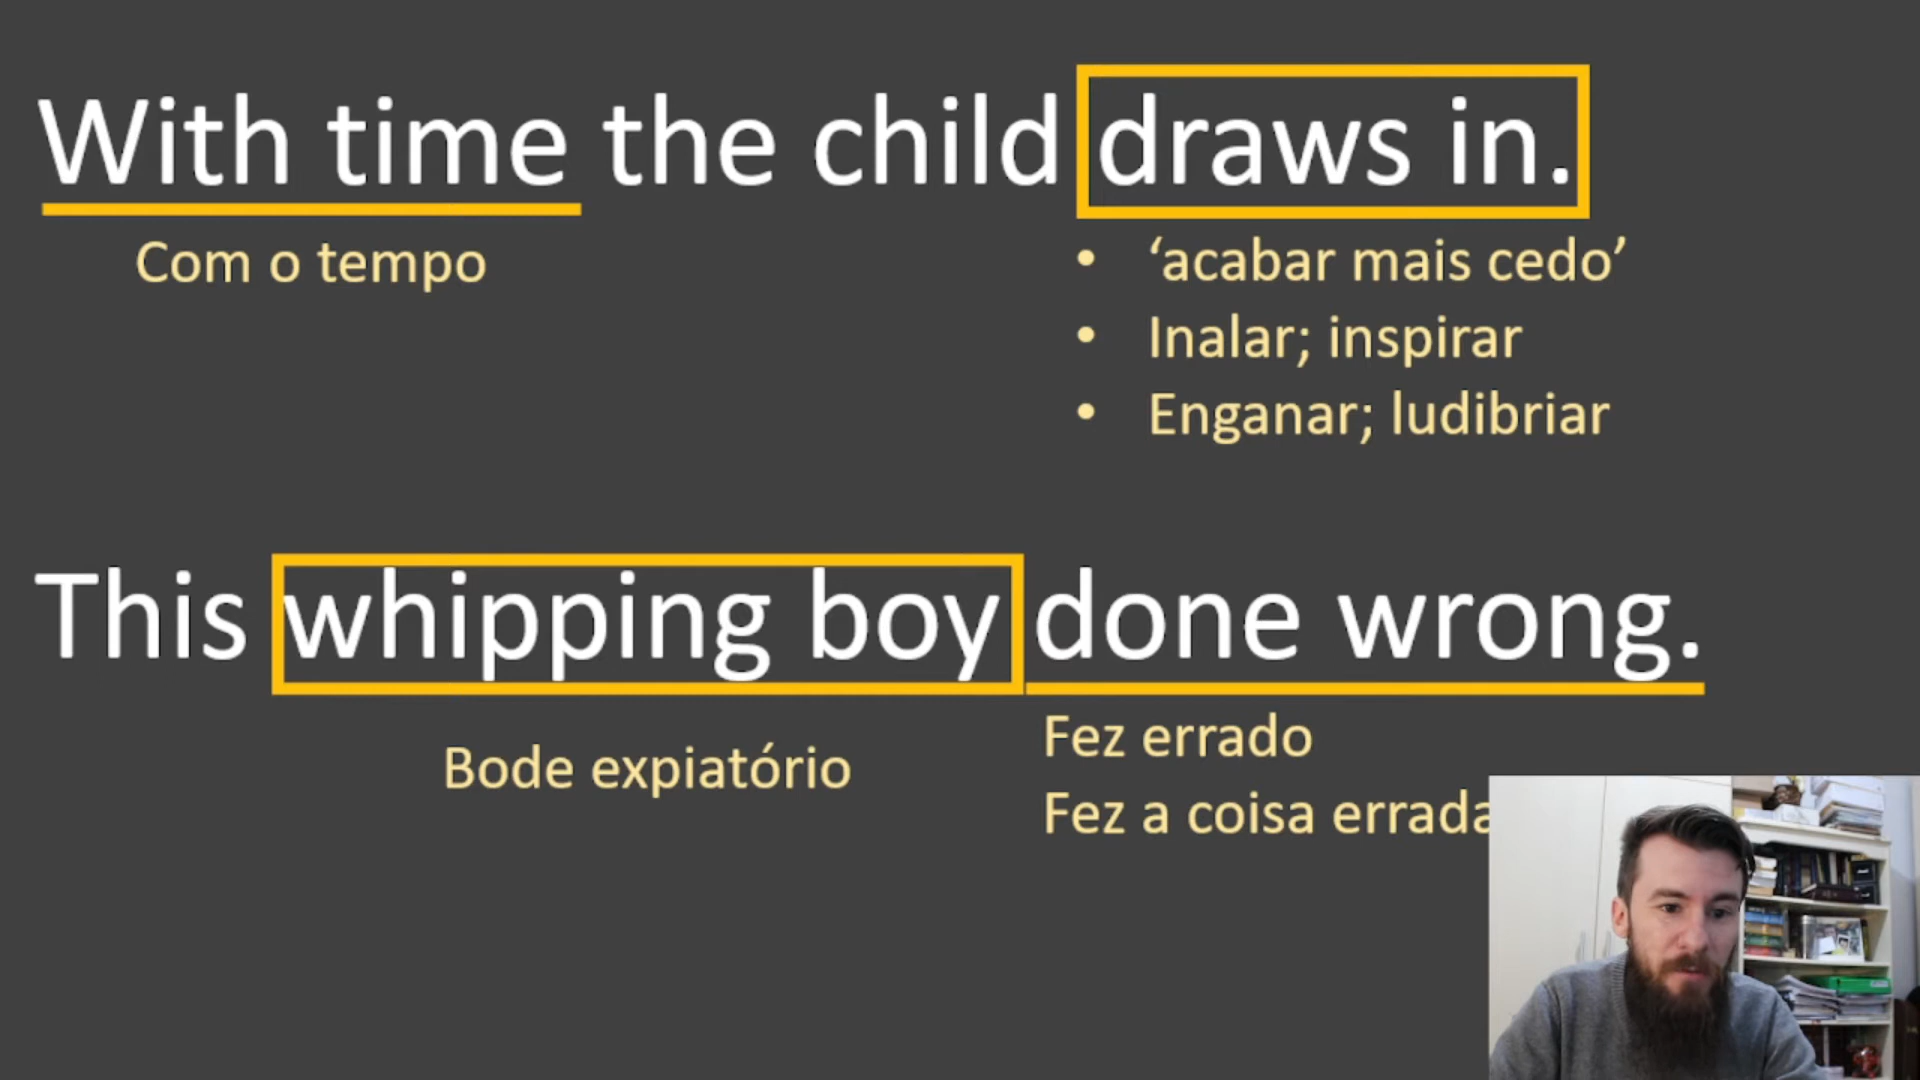 With time the child draws in.
Com o tempo
• ‘acabar mais cedo’
• Inalar; inspirar
• Enganar; ludibriar
This whipping boy done wrong.
Bode expiatório
Fez errado
Fez a coisa errada